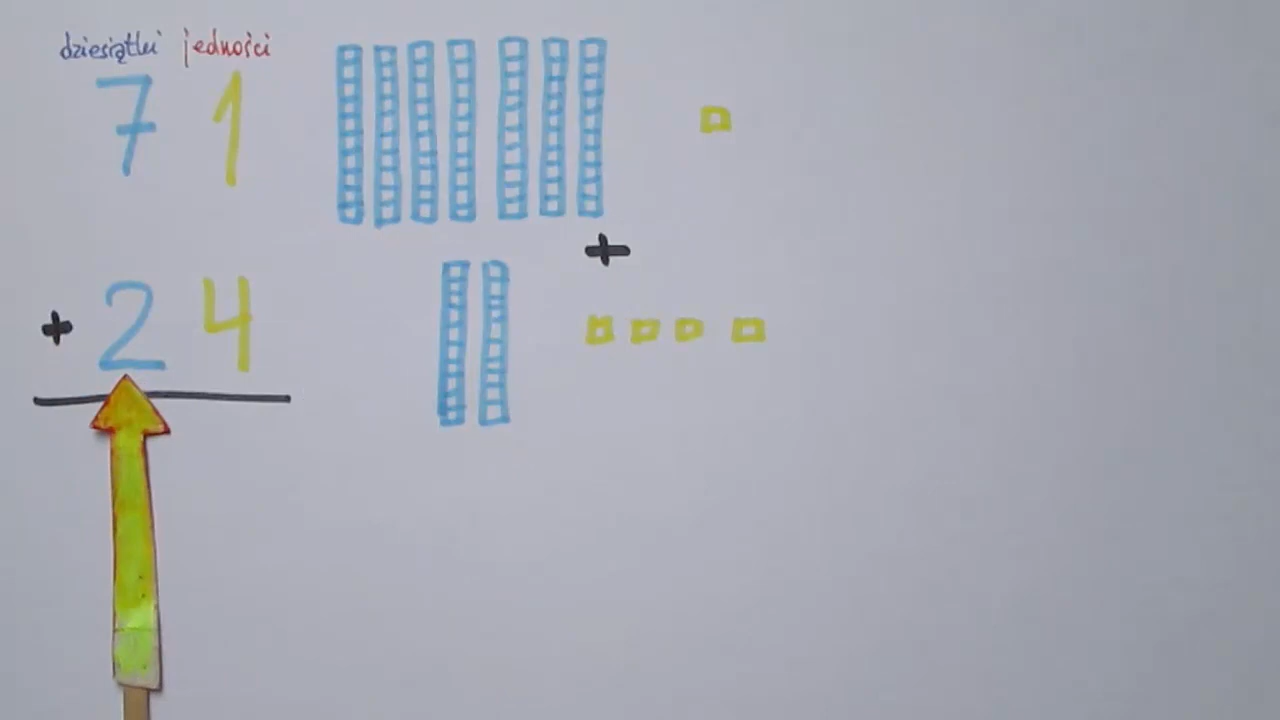 dziesiątki jedności
7 1
+
+ 2 4